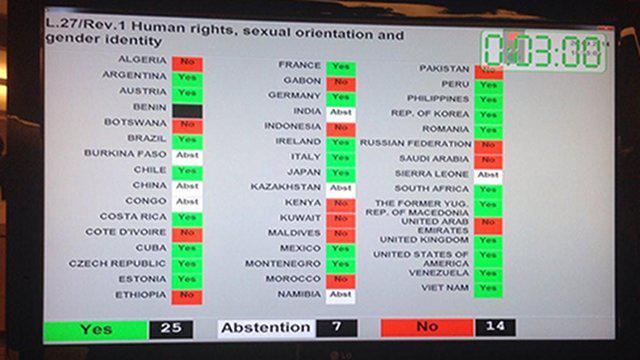 L.27/Rev.1 Human rights, sexual orientation and
gender identity
0:03:00
ALGERIA No
ARGENTINA Yes
AUSTRIA Yes
BENIN
BOTSWANA No
BRAZIL Yes
BURKINA FASO Abst
CHILE Yes
CHINA Abst
CONGO Abst
COSTA RICA Yes
COTE D'IVOIRE No
CUBA Yes
CZECH REPUBLIC Yes
ESTONIA Yes
ETHIOPIA No
FRANCE Yes
GABON No
GERMANY Yes
INDIA Abst
INDONESIA No
IRELAND Yes
ITALY Yes
JAPAN Yes
KAZAKHSTAN Abst
KENYA No
KUWAIT No
MALDIVES No
MEXICO Yes
MONTENEGRO Yes
MOROCCO No
NAMIBIA Abst
PAKISTAN No
PERU Yes
PHILIPPINES Yes
REP. OF KOREA Yes
ROMANIA Yes
RUSSIAN FEDERATION No
SAUDI ARABIA No
SIERRA LEONE Abst
SOUTH AFRICA Yes
THE FORMER YUG. Yes
REP. OF MACEDONIA
UNITED ARAB No
EMIRATES
UNITED KINGDOM Yes
UNITED STATES OF Yes
AMERICA
VENEZUELA Yes
VIET NAM Yes
Yes 25 Abstention 7 No 14
LG